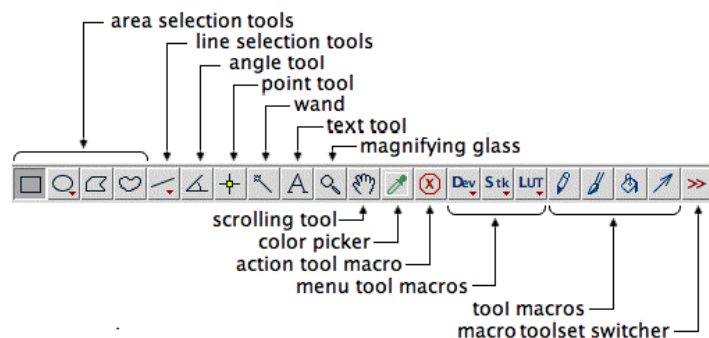 area selection tools
line selection tools
angle tool
point tool
wand
text tool
magnifying glass
A Dev Stk LUT >>
scrolling tool
color picker
action tool macro
menu tool macros
tool macros
macro toolset switcher